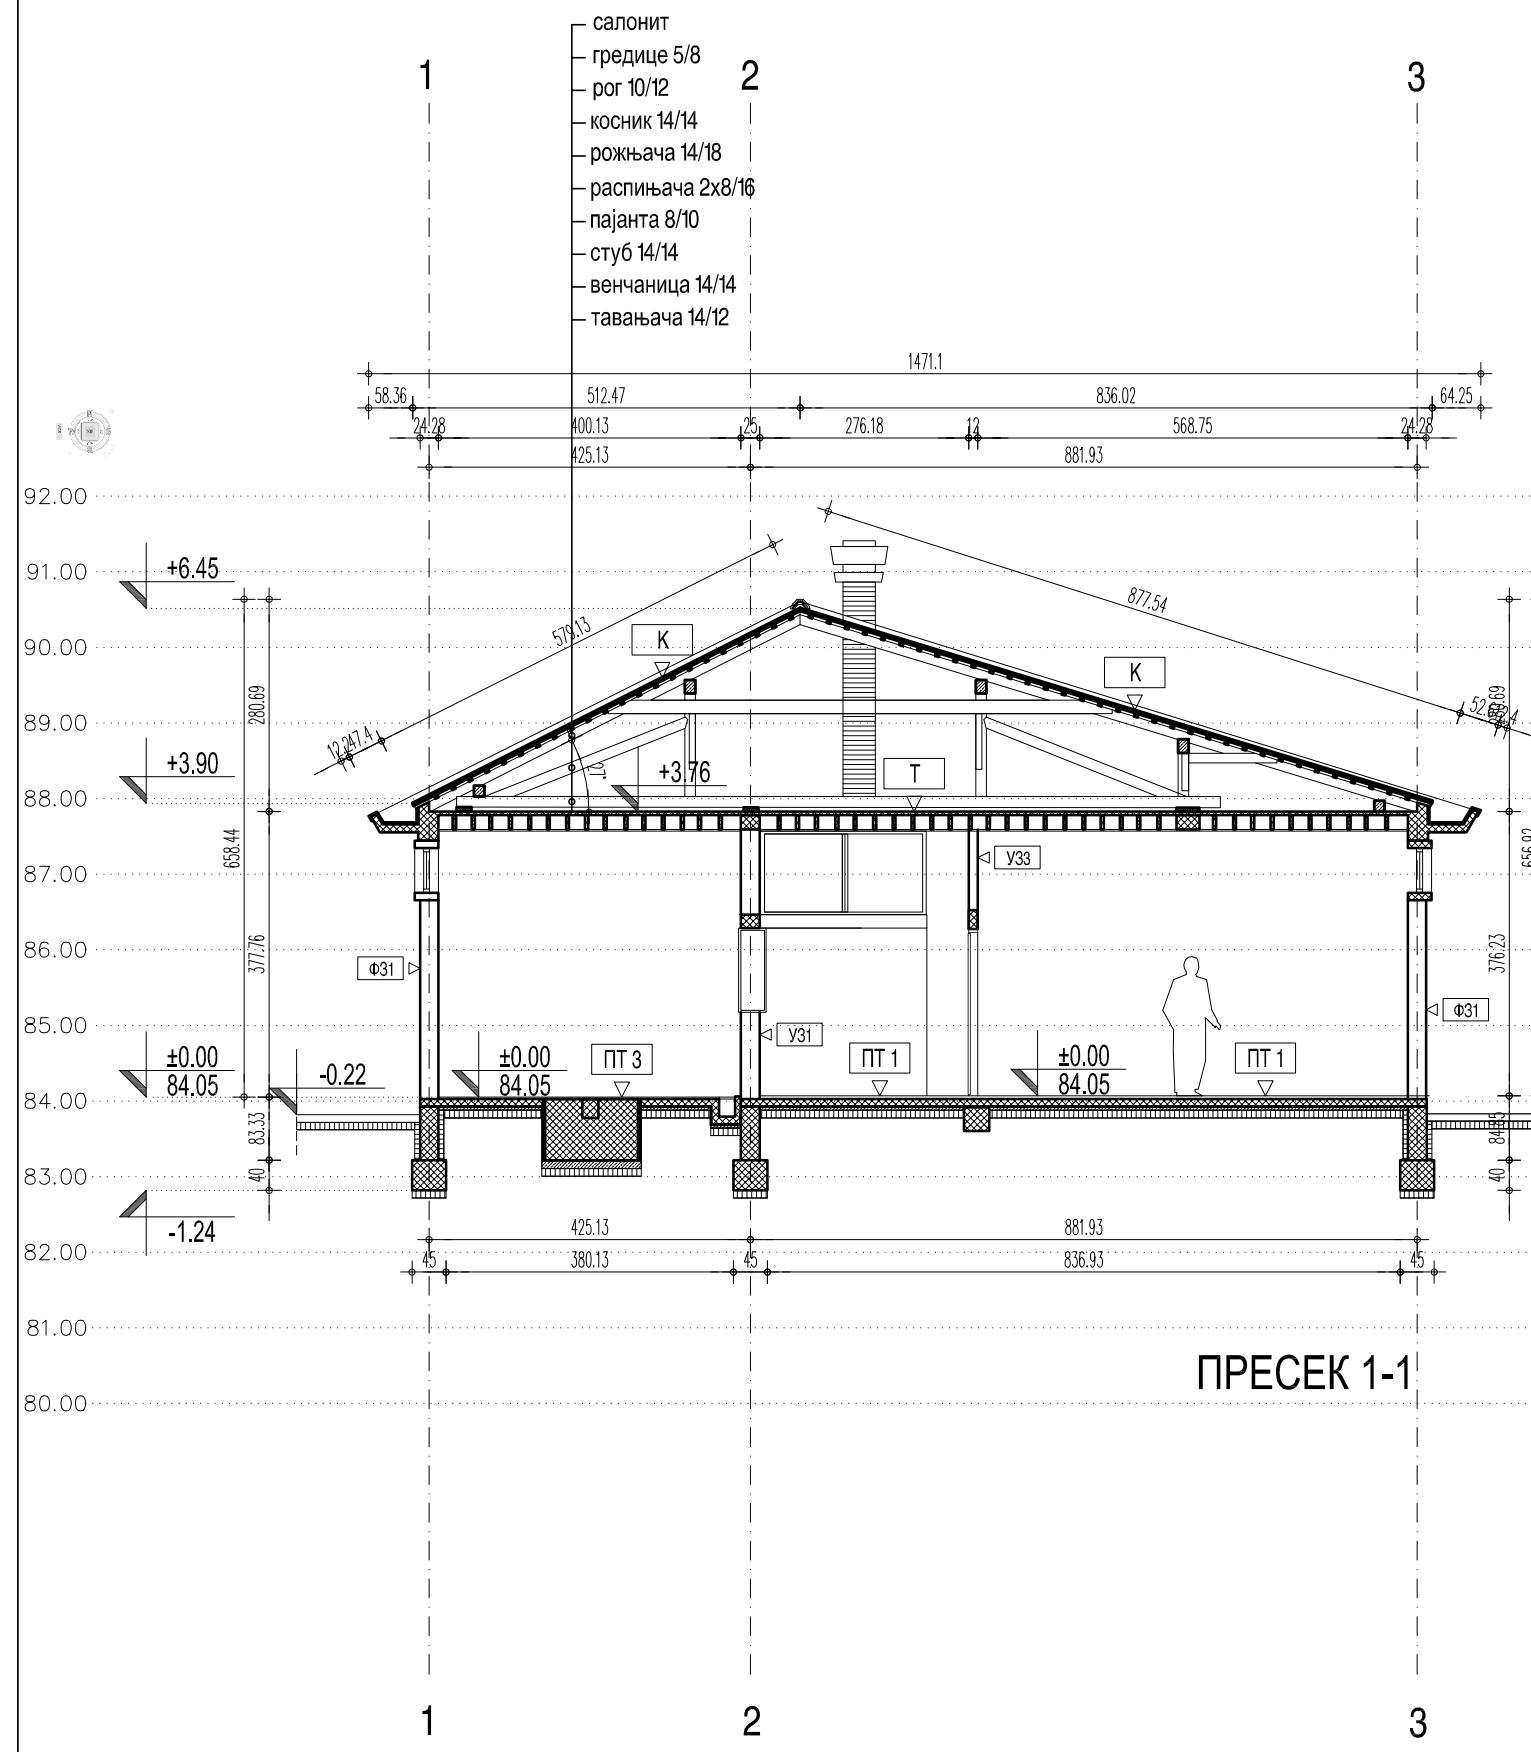 салонит
гредице 5/8
рог 10/12
косник 14/14
рожњача 14/18
распињача 2x8/16
пајанта 8/10
стуб 14/14
венчаница 14/14
тавањача 14/12
1 2 3
1471.1
58.36 512.47 836.02 64.25
24.28 400.13 25 276.18 12 568.75 24.28
425.13 881.93
92.00
91.00
90.00
89.00
88.00
87.00
86.00
85.00
84.00
83.00
82.00
81.00
80.00
+6.45
+3.90
±0.00
84.05
-0.22
-1.24
280.69
658.44
377.76
83.33
40
579.13
877.54
27°
K
K
+3.76
T
УЗ3
ФЗ1
УЗ1
ФЗ1
±0.00
84.05
ПТ 3
ПТ 1
±0.00
84.05
ПТ 1
656.92
376.23
40
425.13 881.93
45 380.13 45 836.93 45
ПРЕСЕК 1-1
1 2 3